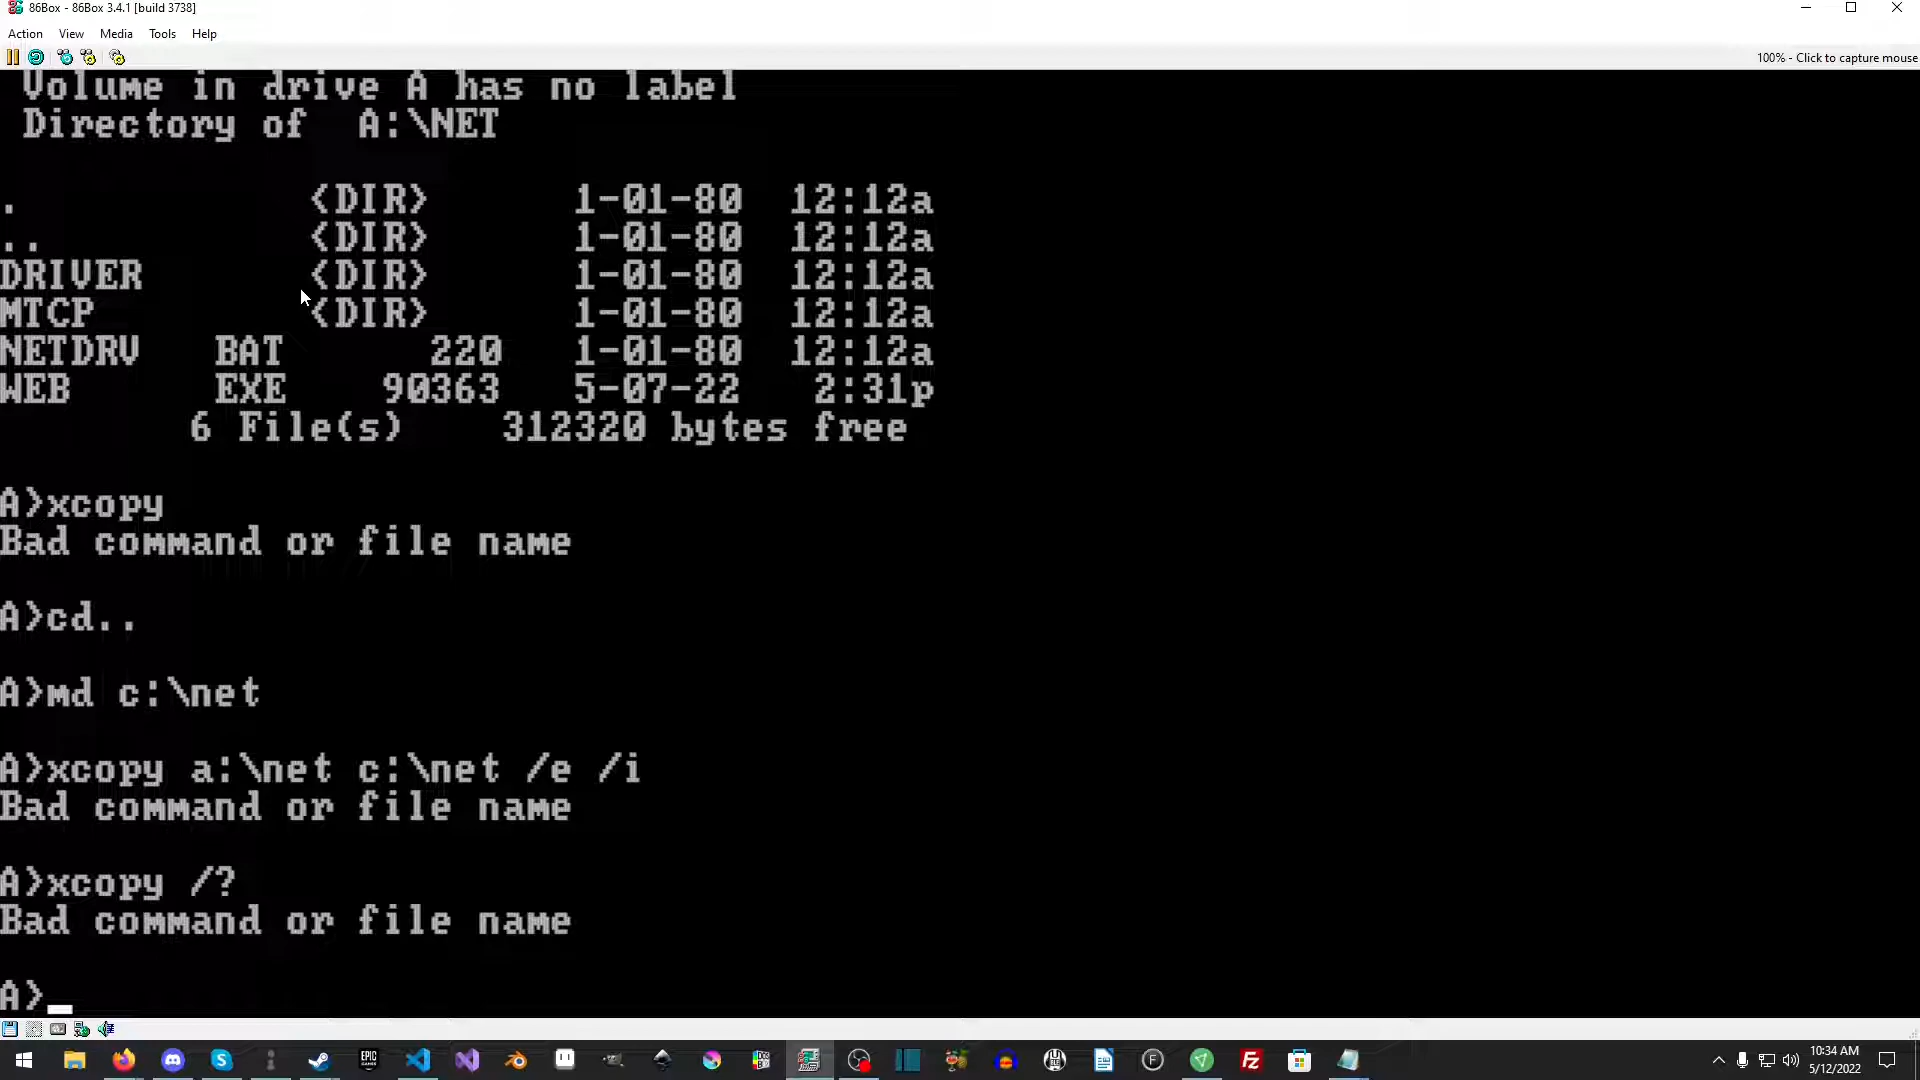 86Box - 86Box 3.4.1 [build 3738]
Action View Media Tools Help
100% - Click to capture mouse
Volume in drive A has no label
Directory of A:\NET
. <DIR> 1-01-80 12:12a
.. <DIR> 1-01-80 12:12a
DRIVER <DIR> 1-01-80 12:12a
MTCP <DIR> 1-01-80 12:12a
NETDRV BAT 220 1-01-80 12:12a
WEB EXE 90363 5-07-22 2:31p
6 File(s) 312320 bytes free
A>xcopy
Bad command or file name
A>cd..
A>md c:\net
A>xcopy a:\net c:\net /e /i
Bad command or file name
A>xcopy /?
Bad command or file name
A>
10:34 AM
5/12/2022